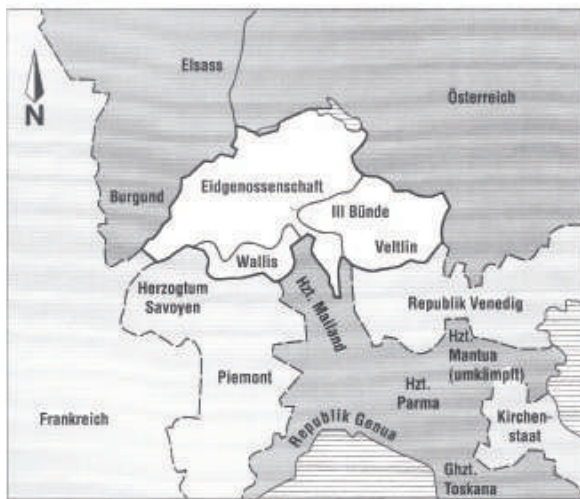 Elsass
Österreich
N
Eidgenossenschaft
Burgund
III Bünde
Veltlin
Wallis
Herzogtum
Savoyen
Hzt. Mailand
Republik Venedig
Hzt.
Mantua
(umkämpft)
Piemont
Hzt.
Parma
Frankreich
Republik Genua
Kirchen-
staat
Ghzt.
Toskana